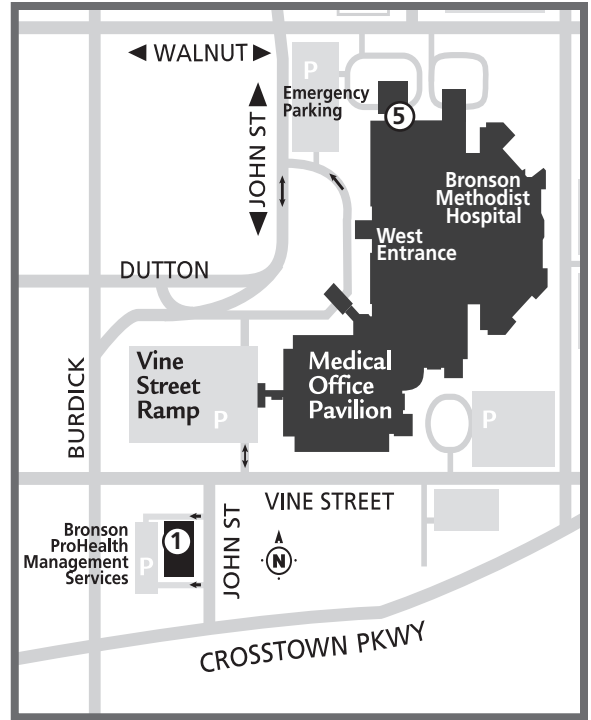 WALNUT
P
Emergency
Parking
JOHN ST
5
Bronson
Methodist
Hospital
West
Entrance
DUTTON
Vine
Street
Ramp
P
Medical
Office
Pavilion
BURDICK
P
VINE STREET
Bronson
ProHealth
Management
Services
P
1
JOHN ST
N
CROSSTOWN PKWY